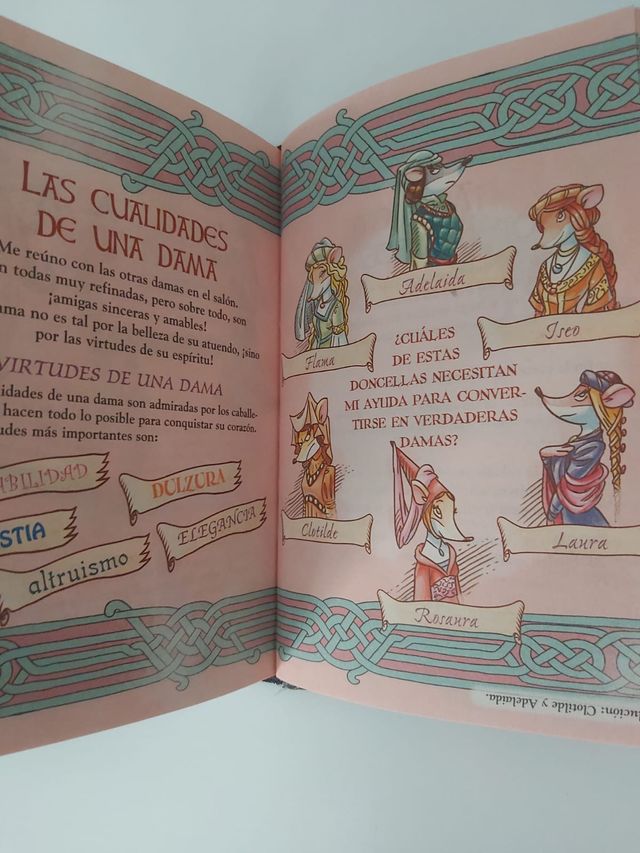 LAS CUALIDADES
DE UNA DAMA
Me reúno con las otras damas en el salón.
n todas muy refinadas, pero sobre todo, son
¡amigas sinceras y amables!
ama no es tal por la belleza de su atuendo, ¡sino
por las virtudes de su espíritu!
VIRTUDES DE UNA DAMA
lidades de una dama son admiradas por los caballe-
hacen todo lo posible para conquistar su corazón.
udes más importantes son:
ABILIDAD
DULZURA
STIA
ELEGANCIA
altruismo
Adelaida
Iseo
Flama
¿CUÁLES
DE ESTAS
DONCELLAS NECESITAN
MI AYUDA PARA CONVER-
TIRSE EN VERDADERAS
DAMAS?
Clotilde
Laura
Rosaura
lución: Clotilde y Adelaida.